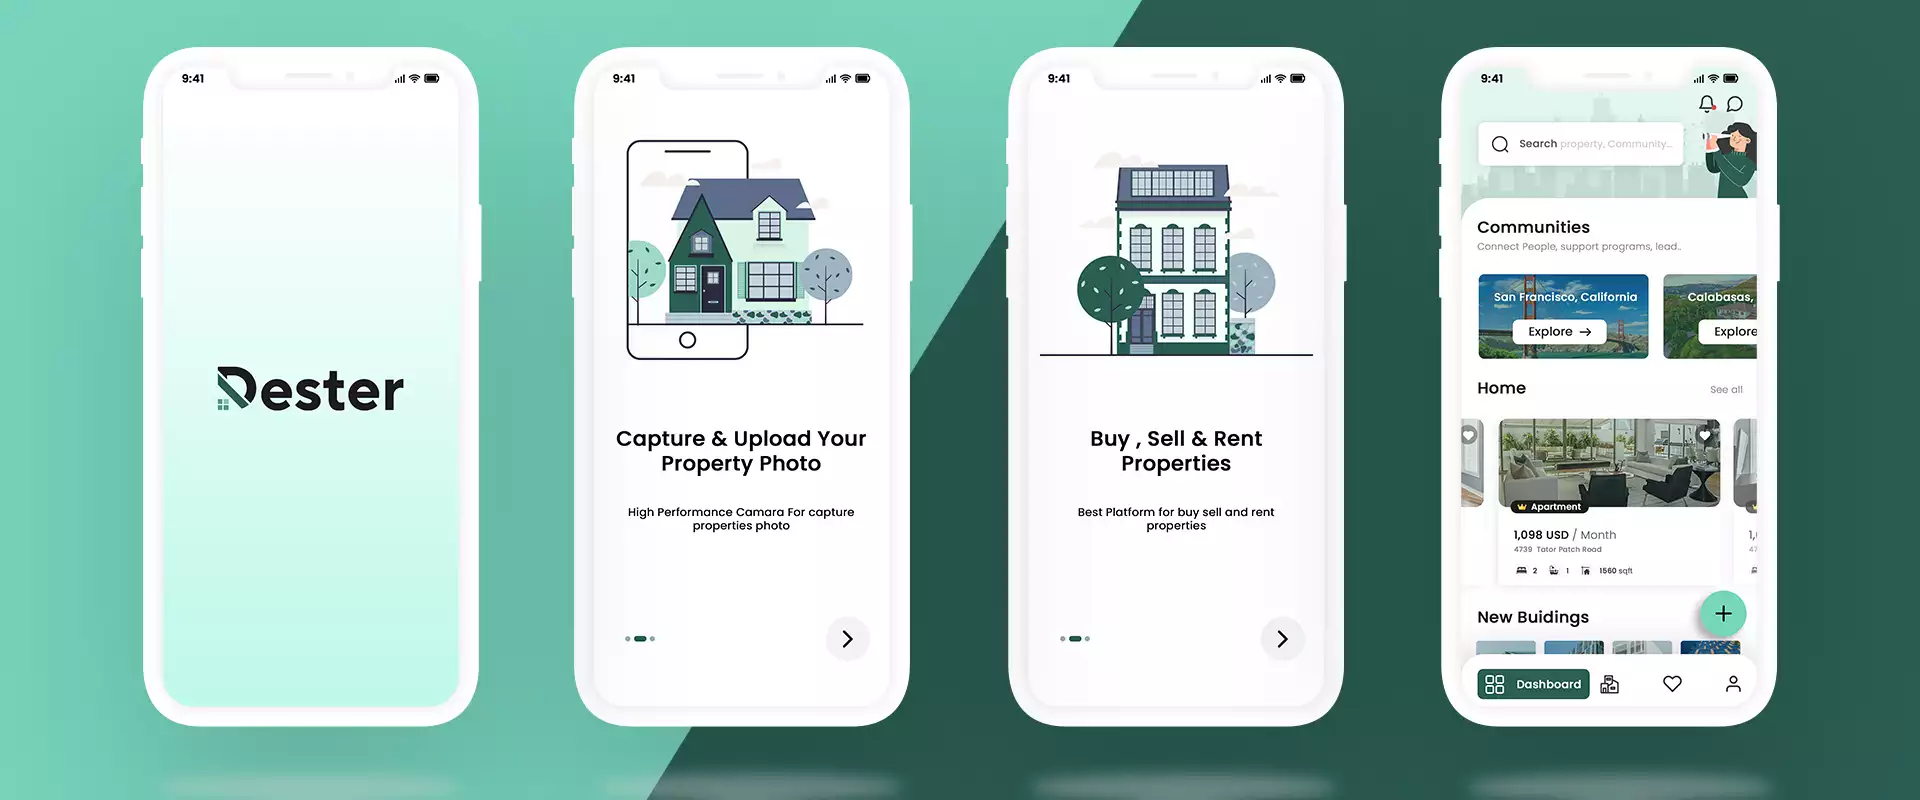 9:41
Dester
9:41
Capture & Upload Your
Property Photo
High Performance Camara For capture
properties photo
9:41
Buy , Sell & Rent
Properties
Best Platform for buy sell and rent
properties
9:41
Search property, Community...
Communities
Connect People, support programs, lead..
San Francisco, California
Calabasas,
Explore →
Explore
Home
See all
Apartment
1,098 USD / Month
4739 Tator Patch Road
2 1 1560 sqft
1,
47
New Buidings
+
Dashboard